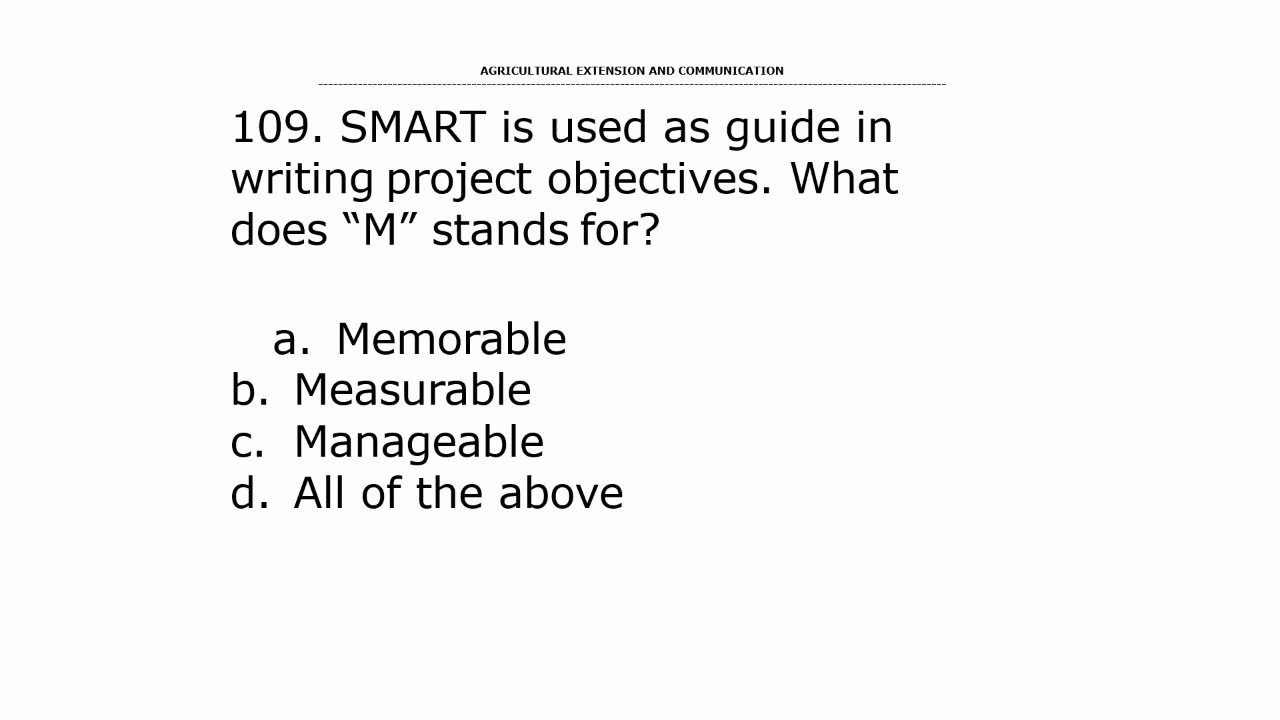 AGRICULTURAL EXTENSION AND COMMUNICATION
109. SMART is used as guide in
writing project objectives. What
does “M” stands for?
a. Memorable
b. Measurable
c. Manageable
d. All of the above